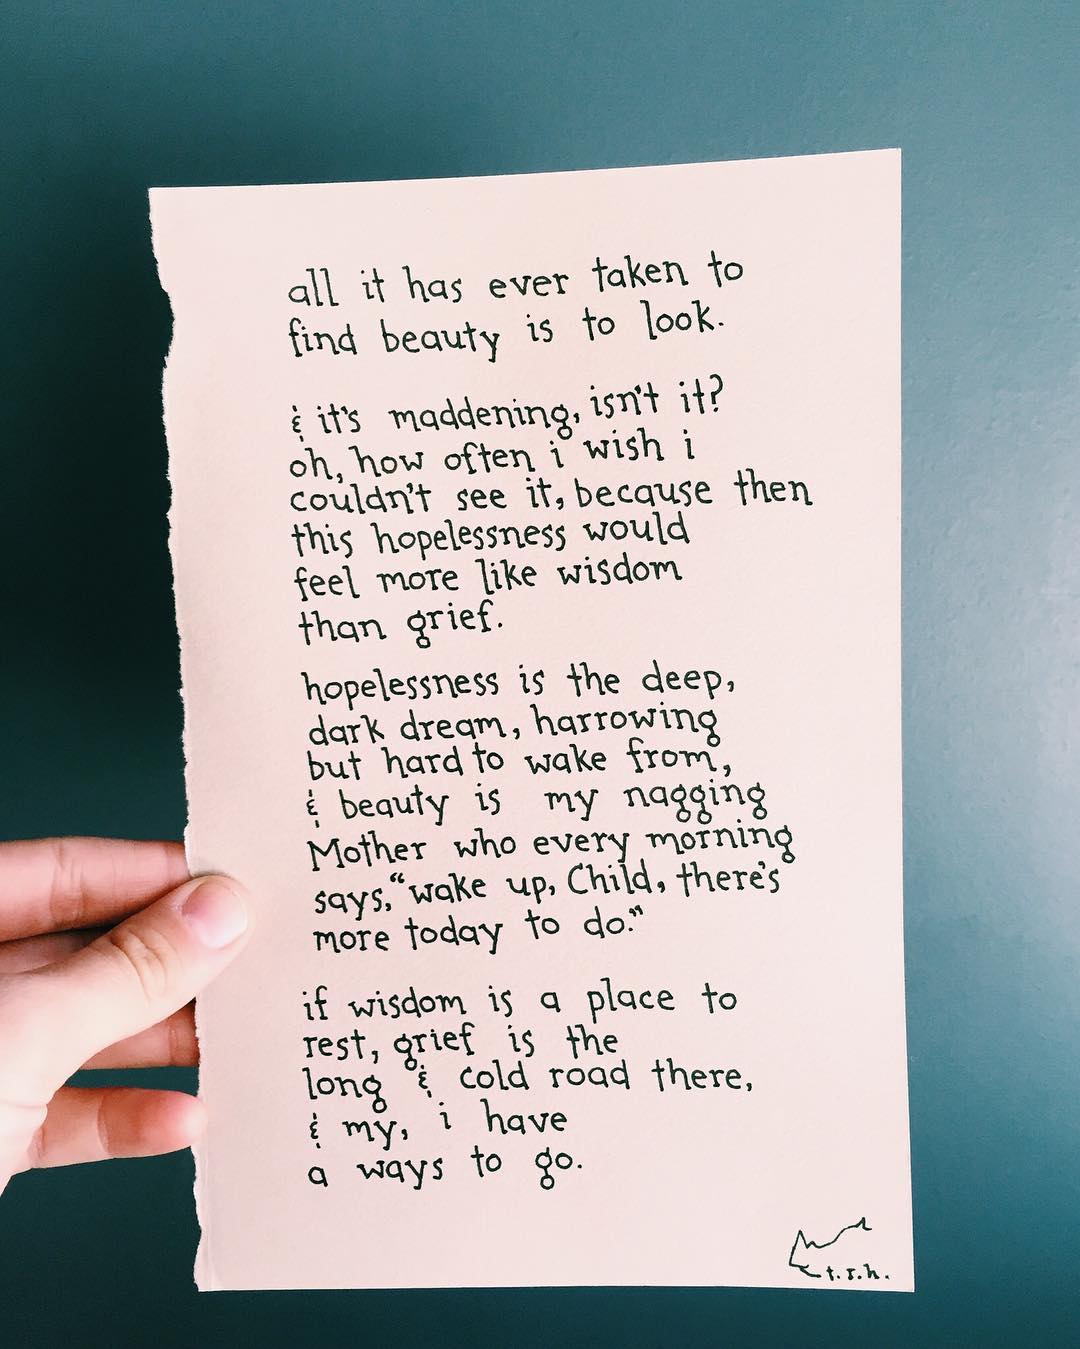 all it has ever taken to
find beauty is to look.
& it's maddening, isn't it?
oh, how often i wish i
couldn't see it, because then
this hopelessness would
feel more like wisdom
than grief.
hopelessness is the deep,
dark dream, harrowing
but hard to wake from,
& beauty is my nagging
Mother who every morning
says, "wake up, Child, there's
more today to do."
if wisdom is a place to
rest, grief is the
long & cold road there,
& my, i have
a ways to go.
t.s.h.